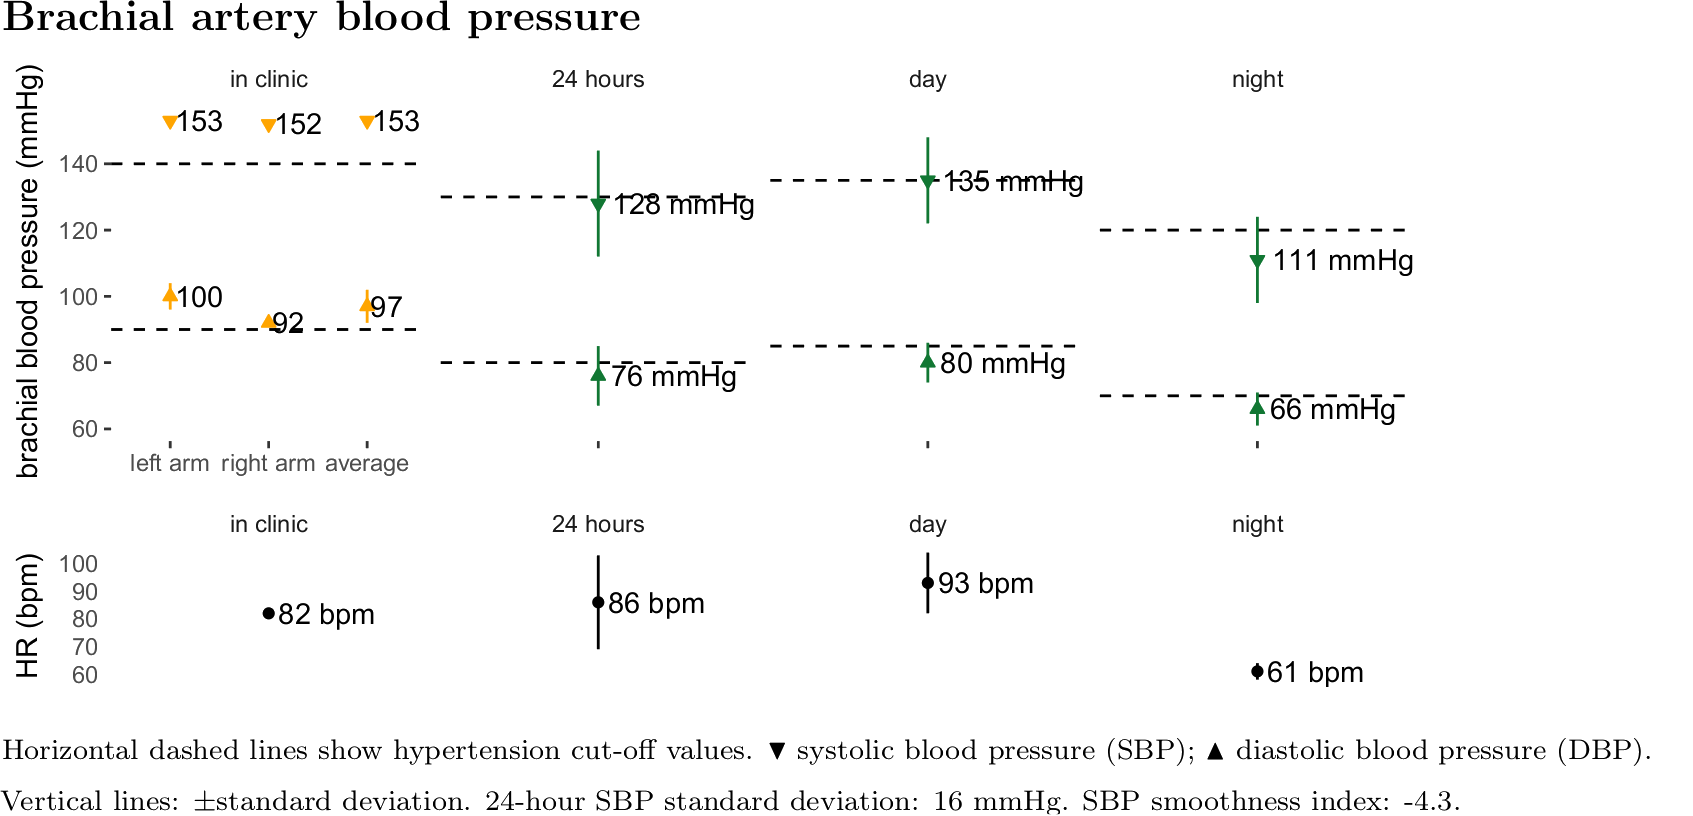 Brachial artery blood pressure
in clinic 24 hours day night
brachial blood pressure (mmHg)
153 152 153
140
135 mmHg
128 mmHg
120
111 mmHg
100
100 92 97
80
76 mmHg 80 mmHg
66 mmHg
60
left arm right arm average
in clinic 24 hours day night
HR (bpm)
100
90
80
70
60
82 bpm 86 bpm 93 bpm 61 bpm
Horizontal dashed lines show hypertension cut-off values. ▼ systolic blood pressure (SBP); ▲ diastolic blood pressure (DBP).
Vertical lines: ±standard deviation. 24-hour SBP standard deviation: 16 mmHg. SBP smoothness index: -4.3.